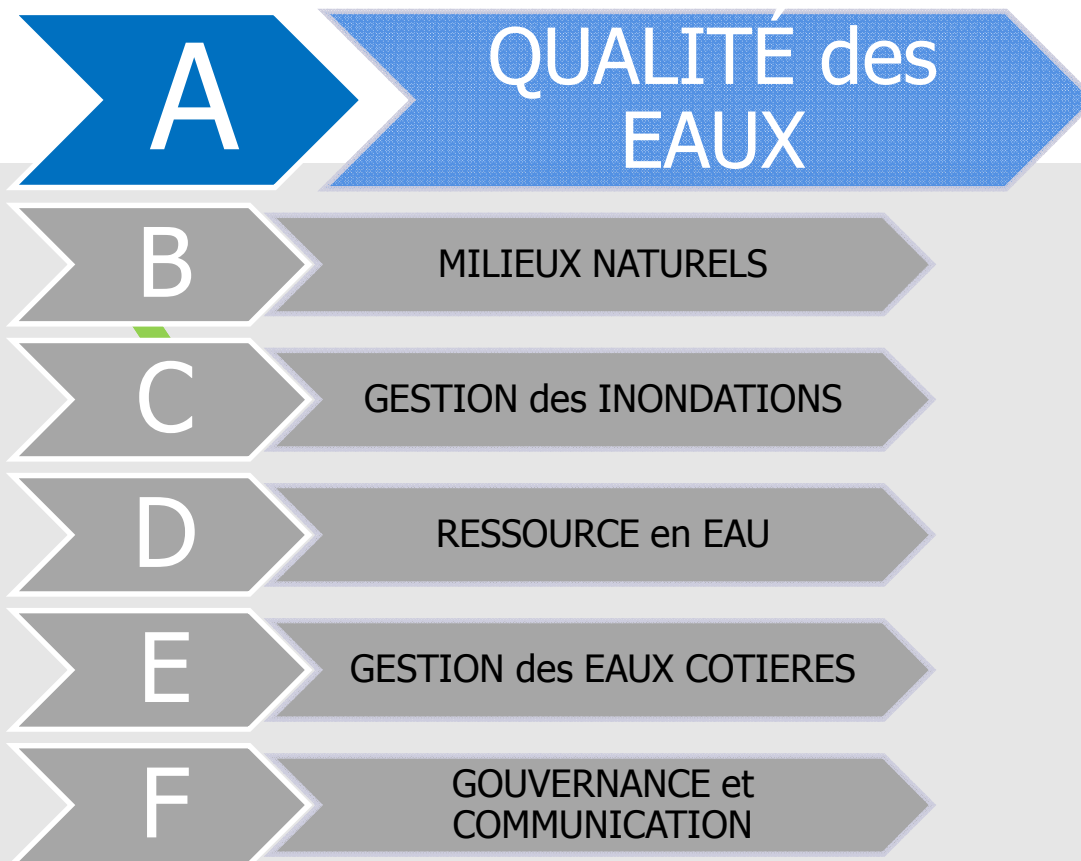 A
QUALITÉ des
EAUX
B
MILIEUX NATURELS
C
GESTION des INONDATIONS
D
RESSOURCE en EAU
E
GESTION des EAUX COTIERES
F
GOUVERNANCE et
COMMUNICATION